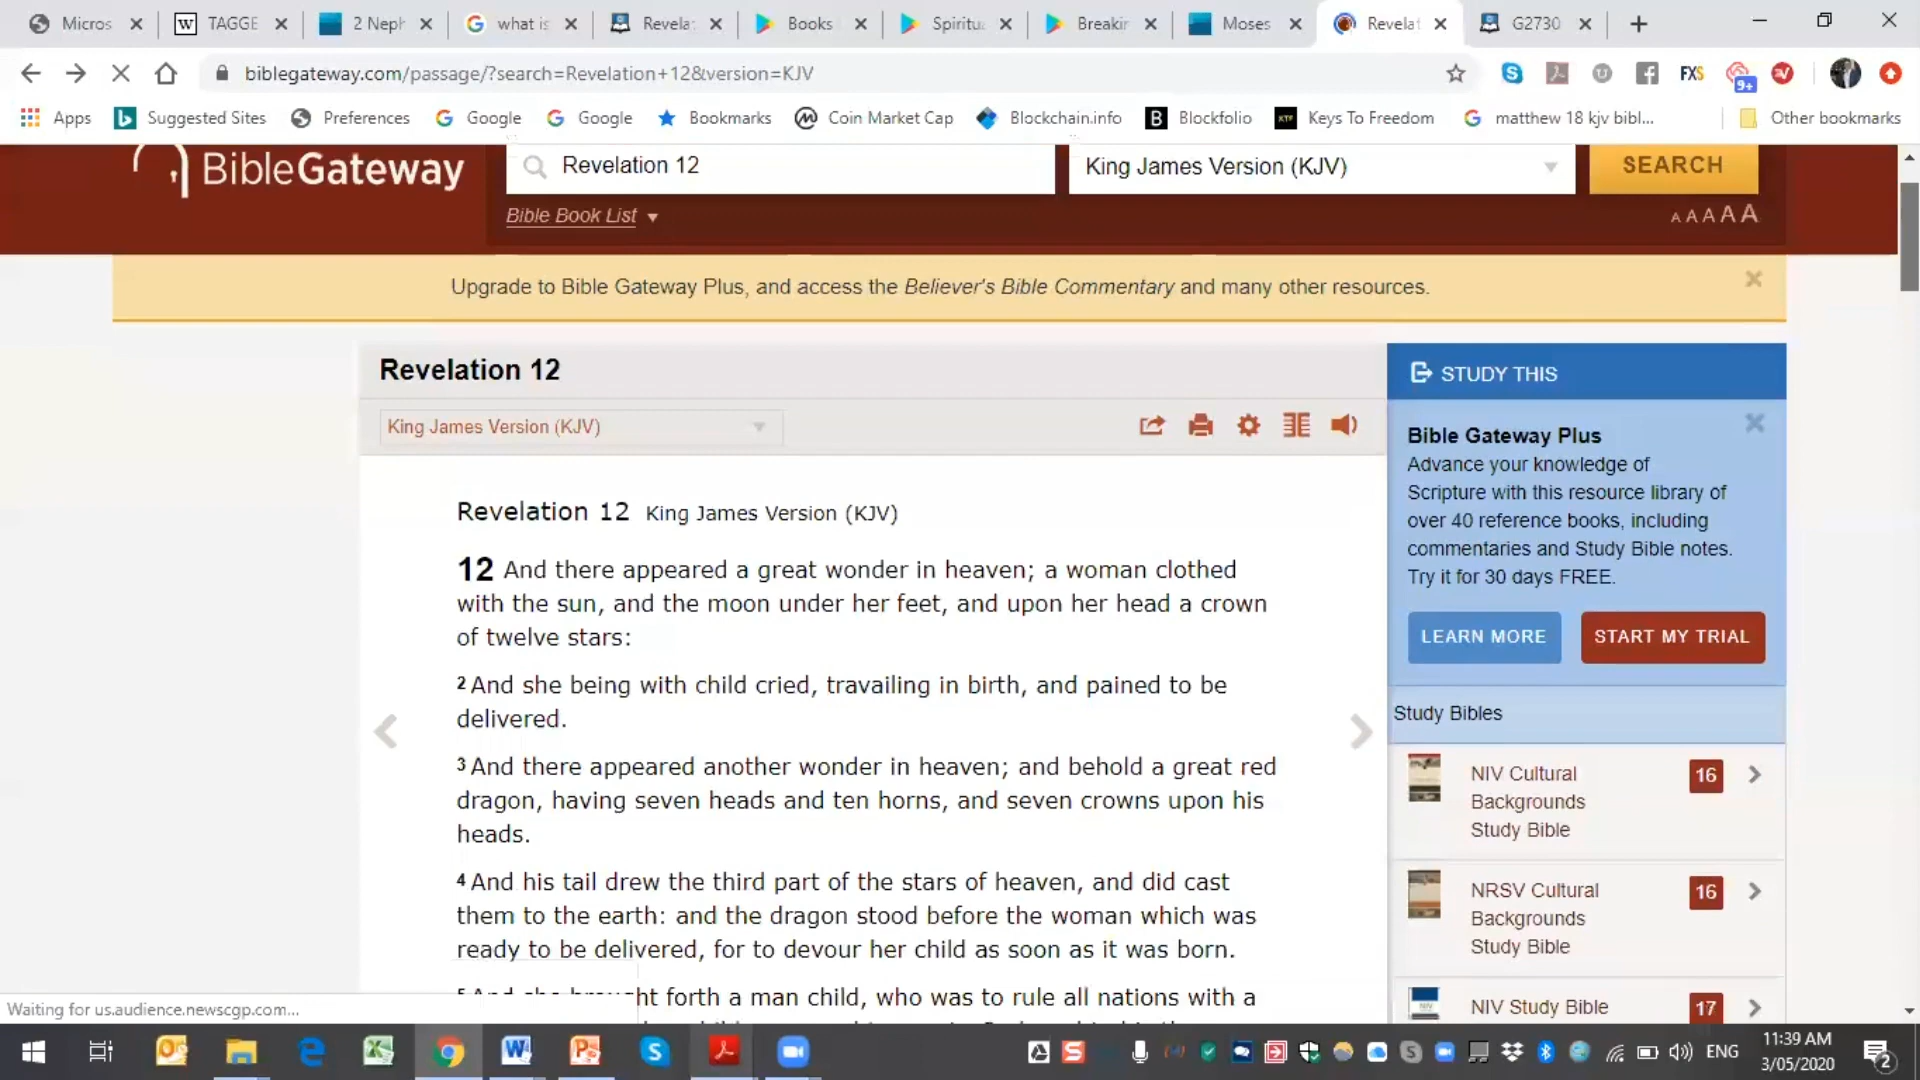 Micros
TAGGE
2 Neph
what is
Revela
Books
Spiritu
Breakin
Moses
Revelat
G2730
biblegateway.com/passage/?search=Revelation+12&version=KJV
FXS
9+
Apps
Suggested Sites
Preferences
Google
Google
Bookmarks
Coin Market Cap
Blockchain.info
Blockfolio
Keys To Freedom
matthew 18 kjv bibl...
Other bookmarks
BibleGateway
Revelation 12
King James Version (KJV)
SEARCH
Bible Book List
A A A A A
Upgrade to Bible Gateway Plus, and access the Believer's Bible Commentary and many other resources.
Revelation 12
King James Version (KJV)
Revelation 12 King James Version (KJV)
12 And there appeared a great wonder in heaven; a woman clothed
with the sun, and the moon under her feet, and upon her head a crown
of twelve stars:
2 And she being with child cried, travailing in birth, and pained to be
delivered.
3 And there appeared another wonder in heaven; and behold a great red
dragon, having seven heads and ten horns, and seven crowns upon his
heads.
4 And his tail drew the third part of the stars of heaven, and did cast
them to the earth: and the dragon stood before the woman which was
ready to be delivered, for to devour her child as soon as it was born.
forth a man child, who was to rule all nations with a
STUDY THIS
Bible Gateway Plus
Advance your knowledge of
Scripture with this resource library of
over 40 reference books, including
commentaries and Study Bible notes.
Try it for 30 days FREE.
LEARN MORE
START MY TRIAL
Study Bibles
NIV Cultural
Backgrounds
Study Bible
16
NRSV Cultural
Backgrounds
Study Bible
16
NIV Study Bible
17
Waiting for us.audience.newscgp.com...
ENG
11:39 AM
3/05/2020
2